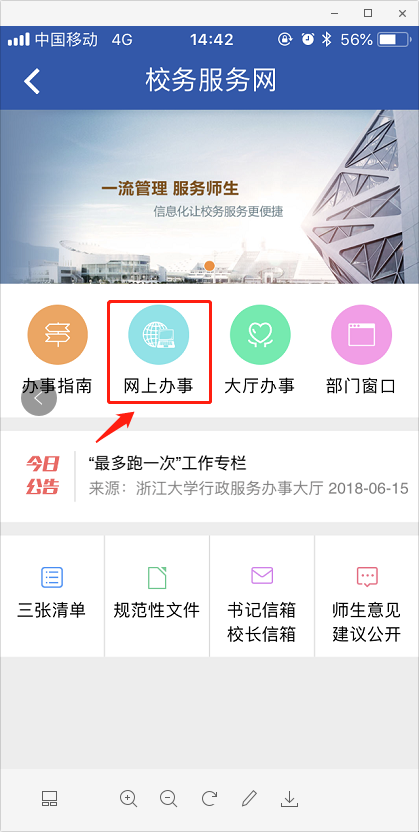 中国移动 4G 14:42 56%
校务服务网
一流管理 服务师生
信息化让校务服务更便捷
办事指南 网上办事 大厅办事 部门窗口
今日 “最多跑一次”工作专栏
公告 来源：浙江大学行政服务办事大厅 2018-06-15
三张清单 规范性文件 书记信箱 师生意见
校长信箱 建议公开